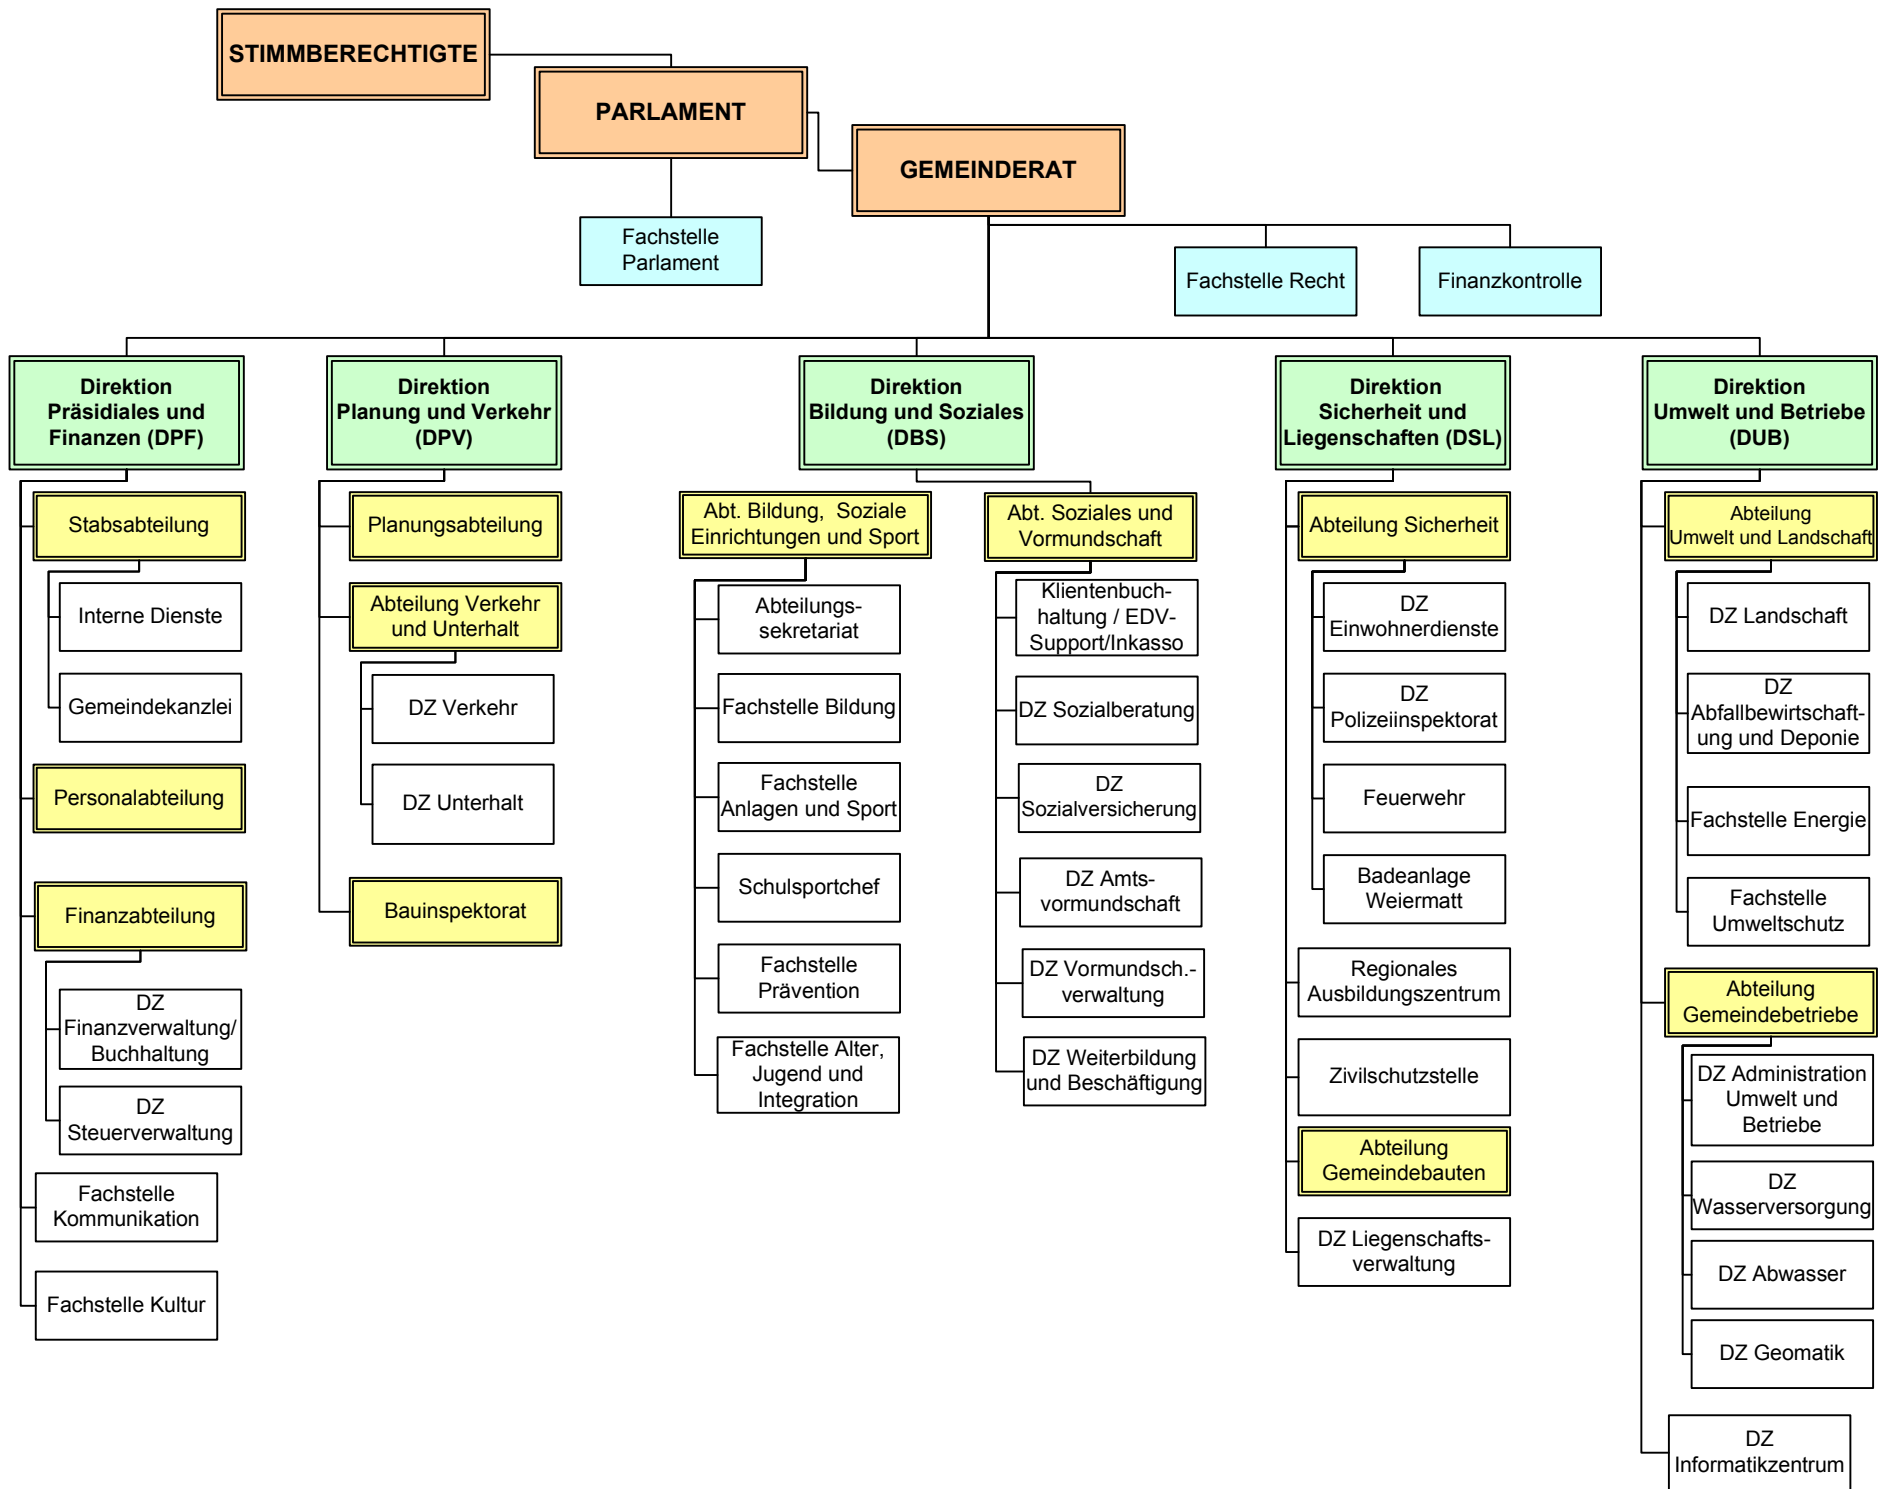 STIMMBERECHTIGTE
PARLAMENT
GEMEINDERAT
Fachstelle
Parlament
Fachstelle Recht
Finanzkontrolle
Direktion
Präsidiales und
Finanzen (DPF)
Stabsabteilung
Interne Dienste
Gemeindekanzlei
Personalabteilung
Finanzabteilung
DZ
Finanzverwaltung/
Buchhaltung
DZ
Steuerverwaltung
Fachstelle
Kommunikation
Fachstelle Kultur
Direktion
Planung und Verkehr
(DPV)
Planungsabteilung
Abteilung Verkehr
und Unterhalt
DZ Verkehr
DZ Unterhalt
Bauinspektorat
Direktion
Bildung und Soziales
(DBS)
Abt. Bildung,  Soziale
Einrichtungen und Sport
Abteilungs-
sekretariat
Fachstelle Bildung
Fachstelle
Anlagen und Sport
Schulsportchef
Fachstelle
Prävention
Fachstelle Alter,
Jugend und
Integration
Abt. Soziales und
Vormundschaft
Klientenbuch-
haltung / EDV-
Support/Inkasso
DZ Sozialberatung
DZ
Sozialversicherung
DZ Amts-
vormundschaft
DZ Vormundsch.-
verwaltung
DZ Weiterbildung
und Beschäftigung
Direktion
Sicherheit und
Liegenschaften (DSL)
Abteilung Sicherheit
DZ
Einwohnerdienste
DZ
Polizeiinspektorat
Feuerwehr
Badeanlage
Weiermatt
Regionales
Ausbildungszentrum
Zivilschutzstelle
Abteilung
Gemeindebauten
DZ Liegenschafts-
verwaltung
Direktion
Umwelt und Betriebe
(DUB)
Abteilung
Umwelt und Landschaft
DZ Landschaft
DZ
Abfallbewirtschaft-
ung und Deponie
Fachstelle Energie
Fachstelle
Umweltschutz
Abteilung
Gemeindebetriebe
DZ Administration
Umwelt und
Betriebe
DZ
Wasserversorgung
DZ Abwasser
DZ Geomatik
DZ
Informatikzentrum